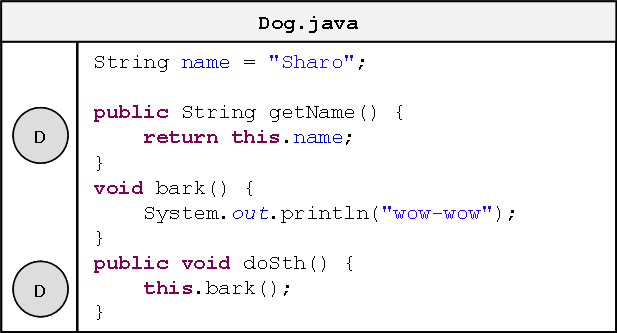 Dog.java
String name = "Sharo";
public String getName() {
D
return this.name;
}
void bark() {
System.out.println("wow-wow");
}
public void doSth() {
D
this.bark();
}